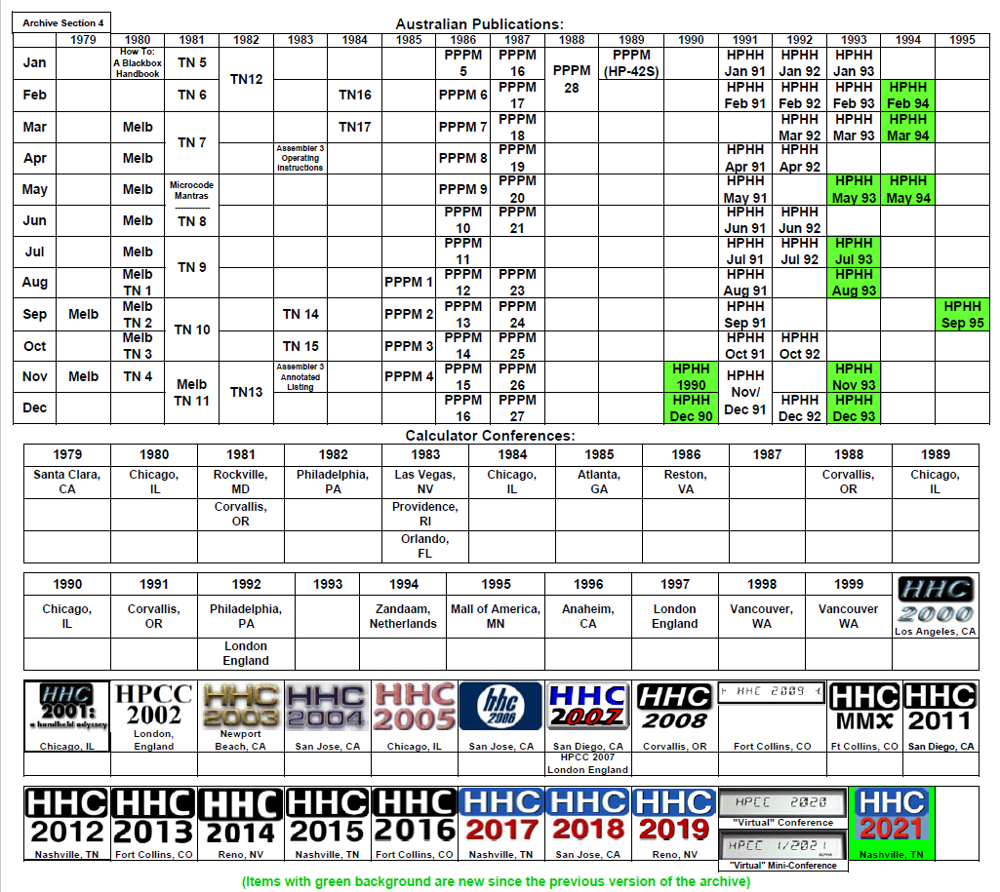 Archive Section 4
Australian Publications:
1979 1980 1981 1982 1983 1984 1985 1986 1987 1988 1989 1990 1991 1992 1993 1994 1995
Jan
How To:
A Blackbox
Handbook
TN 5
TN12
PPPM
5
PPPM
16
PPPM
28
PPPM
(HP-42S)
HPHH
Jan 91
HPHH
Jan 92
HPHH
Jan 93
Feb
TN 6
TN16
PPPM 6
PPPM
17
HPHH
Feb 91
HPHH
Feb 92
HPHH
Feb 93
HPHH
Feb 94
Mar
Melb
TN 7
TN17
PPPM 7
PPPM
18
HPHH
Mar 92
HPHH
Mar 93
HPHH
Mar 94
Apr
Melb
Assembler 3
Operating
Instructions
PPPM 8
PPPM
19
HPHH
Apr 91
HPHH
Apr 92
May
Melb
Microcode
Mantras
------------
TN 8
PPPM 9
PPPM
20
HPHH
May 91
HPHH
May 93
HPHH
May 94
Jun
Melb
PPPM
10
PPPM
21
HPHH
Jun 91
HPHH
Jun 92
Jul
Melb
TN 9
PPPM
11
HPHH
Jul 91
HPHH
Jul 92
HPHH
Jul 93
Aug
Melb
TN 1
PPPM 1
PPPM
12
PPPM
23
HPHH
Aug 91
HPHH
Aug 93
Sep
Melb
Melb
TN 2
TN 10
TN 14
PPPM 2
PPPM
13
PPPM
24
HPHH
Sep 91
HPHH
Sep 95
Oct
Melb
TN 3
TN 15
PPPM 3
PPPM
14
PPPM
25
HPHH
Oct 91
HPHH
Oct 92
Nov
Melb
TN 4
Melb
TN 11
TN13
Assembler 3
Annotated
Listing
PPPM 4
PPPM
15
PPPM
26
HPHH
1990
HPHH
Nov/
Dec 91
HPHH
Nov 93
Dec
PPPM
16
PPPM
27
HPHH
Dec 90
HPHH
Dec 92
HPHH
Dec 93
Calculator Conferences:
1979 1980 1981 1982 1983 1984 1985 1986 1987 1988 1989
Santa Clara,
CA
Chicago,
IL
Rockville,
MD
Philadelphia,
PA
Las Vegas,
NV
Chicago,
IL
Atlanta,
GA
Reston,
VA
Corvallis,
OR
Chicago,
IL
Corvallis,
OR
Providence,
RI
Orlando,
FL
1990 1991 1992 1993 1994 1995 1996 1997 1998 1999
HHC
2000
Los Angeles, CA
Chicago,
IL
Corvallis,
OR
Philadelphia,
PA
Zandaam,
Netherlands
Mall of America,
MN
Anaheim,
CA
London
England
Vancouver,
WA
Vancouver
WA
London
England
HHC
2001:
a handheld odyssey
Chicago, IL
HPCC
2002
London,
England
HHC
2003
Newport
Beach, CA
HHC
2004
San Jose, CA
HHC
2005
Chicago, IL
hhc
2006
San Jose, CA
HHC
2007
San Diego, CA
HPCC 2007
London England
HHC
2008
Corvallis, OR
HHC 2009
Fort Collins, CO
HHC
MMX
Ft Collins, CO
HHC
2011
San Diego, CA
HHC
2012
Nashville, TN
HHC
2013
Fort Collins, CO
HHC
2014
Reno, NV
HHC
2015
Nashville, TN
HHC
2016
Fort Collins, CO
HHC
2017
Nashville, TN
HHC
2018
San Jose, CA
HHC
2019
Reno, NV
HPCC 2020
"Virtual" Conference
HPCC 1/2021
ALPHA
"Virtual" Mini-Conference
HHC
2021
Nashville, TN
(Items with green background are new since the previous version of the archive)